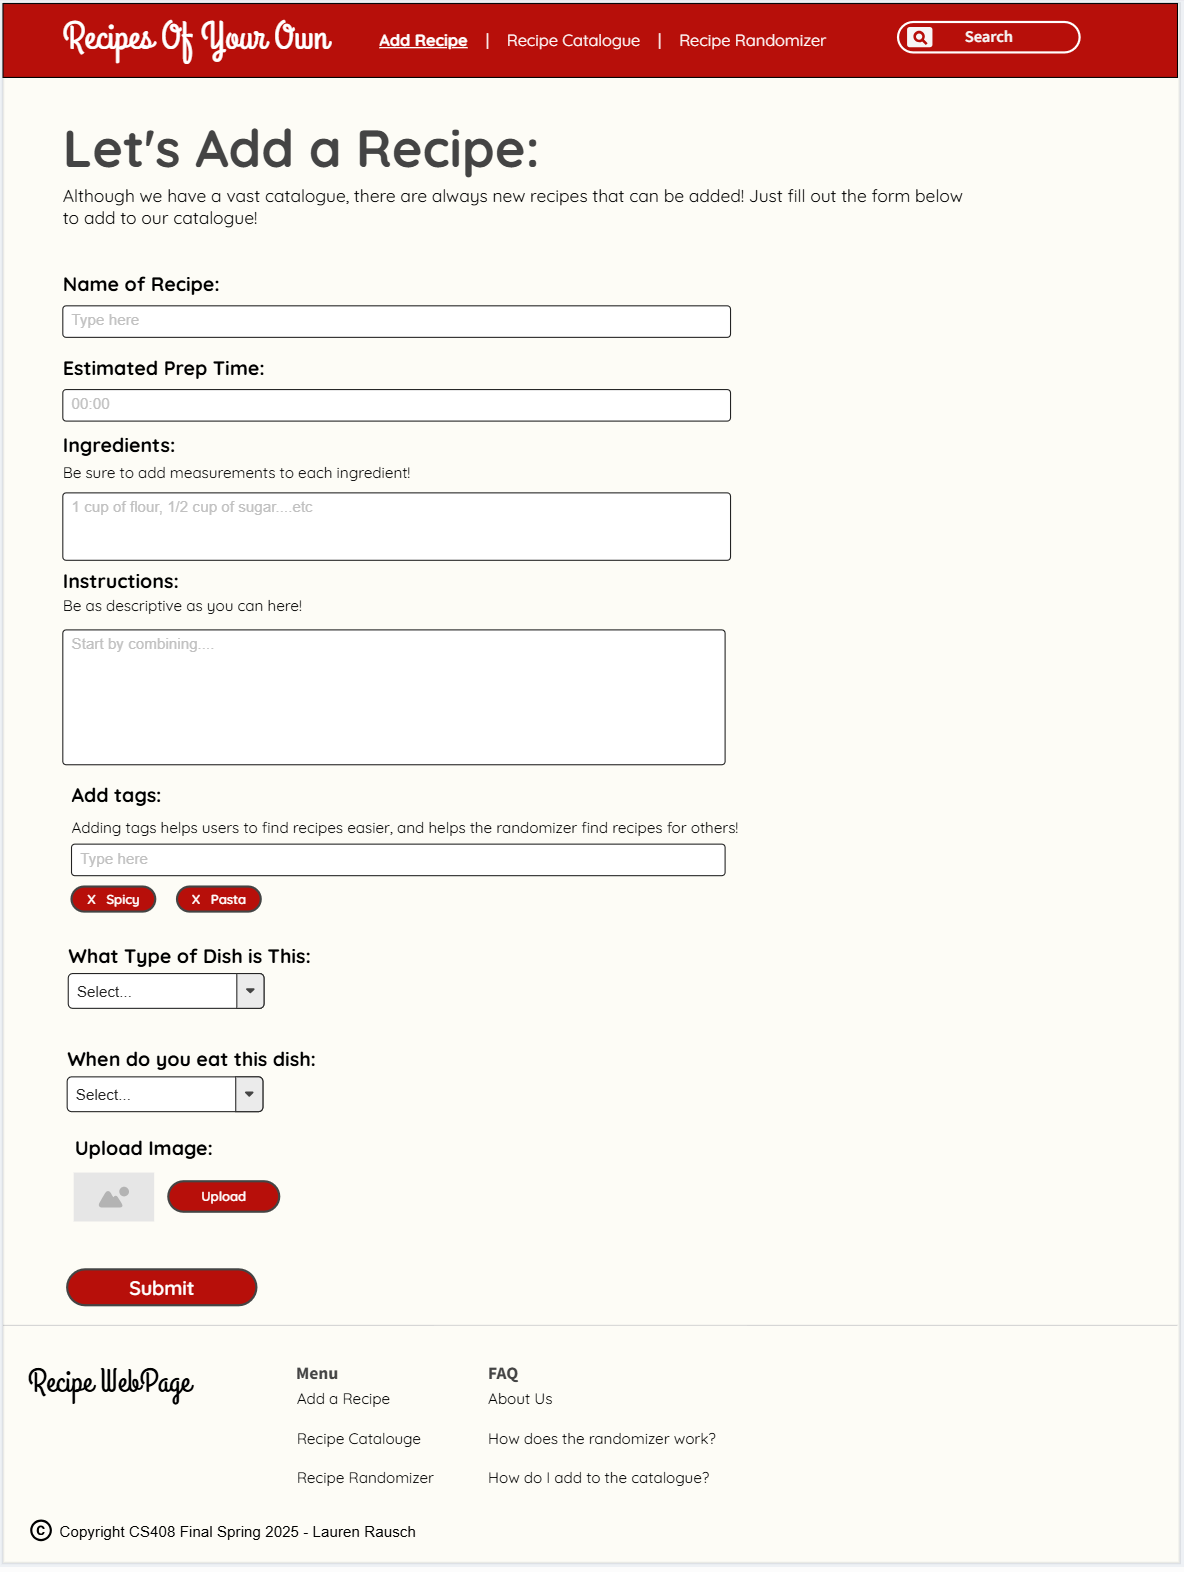 Recipes Of Your Own
Add Recipe | Recipe Catalogue | Recipe Randomizer
Search
Let's Add a Recipe:
Although we have a vast catalogue, there are always new recipes that can be added! Just fill out the form below
to add to our catalogue!
Name of Recipe:
Type here
Estimated Prep Time:
00:00
Ingredients:
Be sure to add measurements to each ingredient!
1 cup of flour, 1/2 cup of sugar....etc
Instructions:
Be as descriptive as you can here!
Start by combining....
Add tags:
Adding tags helps users to find recipes easier, and helps the randomizer find recipes for others!
Type here
X Spicy
X Pasta
What Type of Dish is This:
Select...
When do you eat this dish:
Select...
Upload Image:
Upload
Submit
Recipe WebPage
Menu
Add a Recipe
Recipe Catalouge
Recipe Randomizer
FAQ
About Us
How does the randomizer work?
How do I add to the catalogue?
© Copyright CS408 Final Spring 2025 - Lauren Rausch